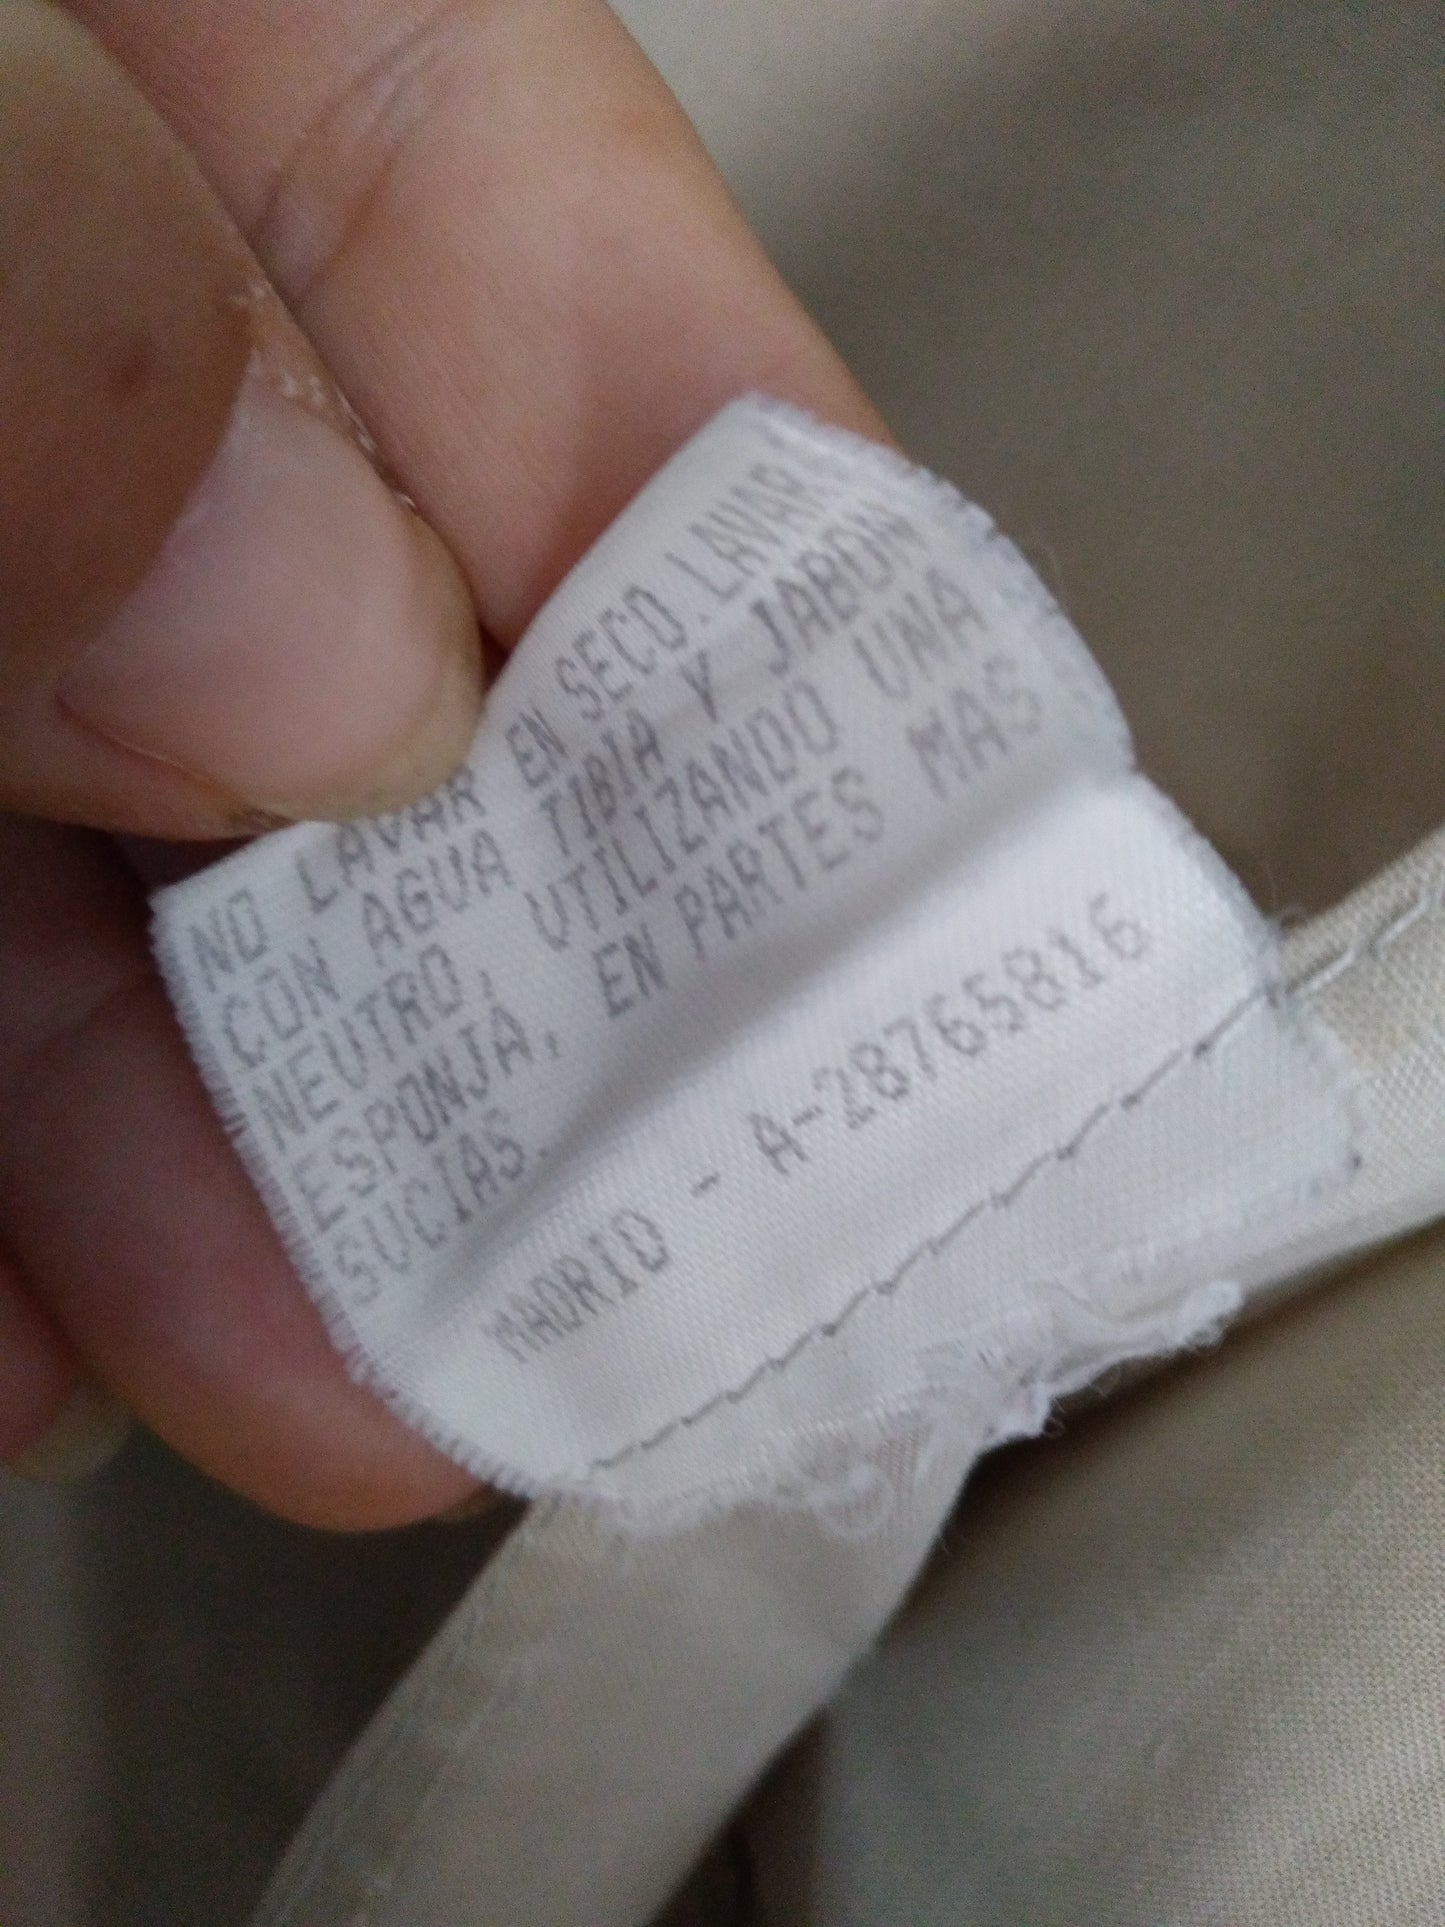 NO LAVAR EN SECO.LAVAR
CON AGUA TIBIA Y JABON
NEUTRO, UTILIZANDO UNA
ESPONJA, EN PARTES MAS
SUCIAS.
MADRID - A-28765816